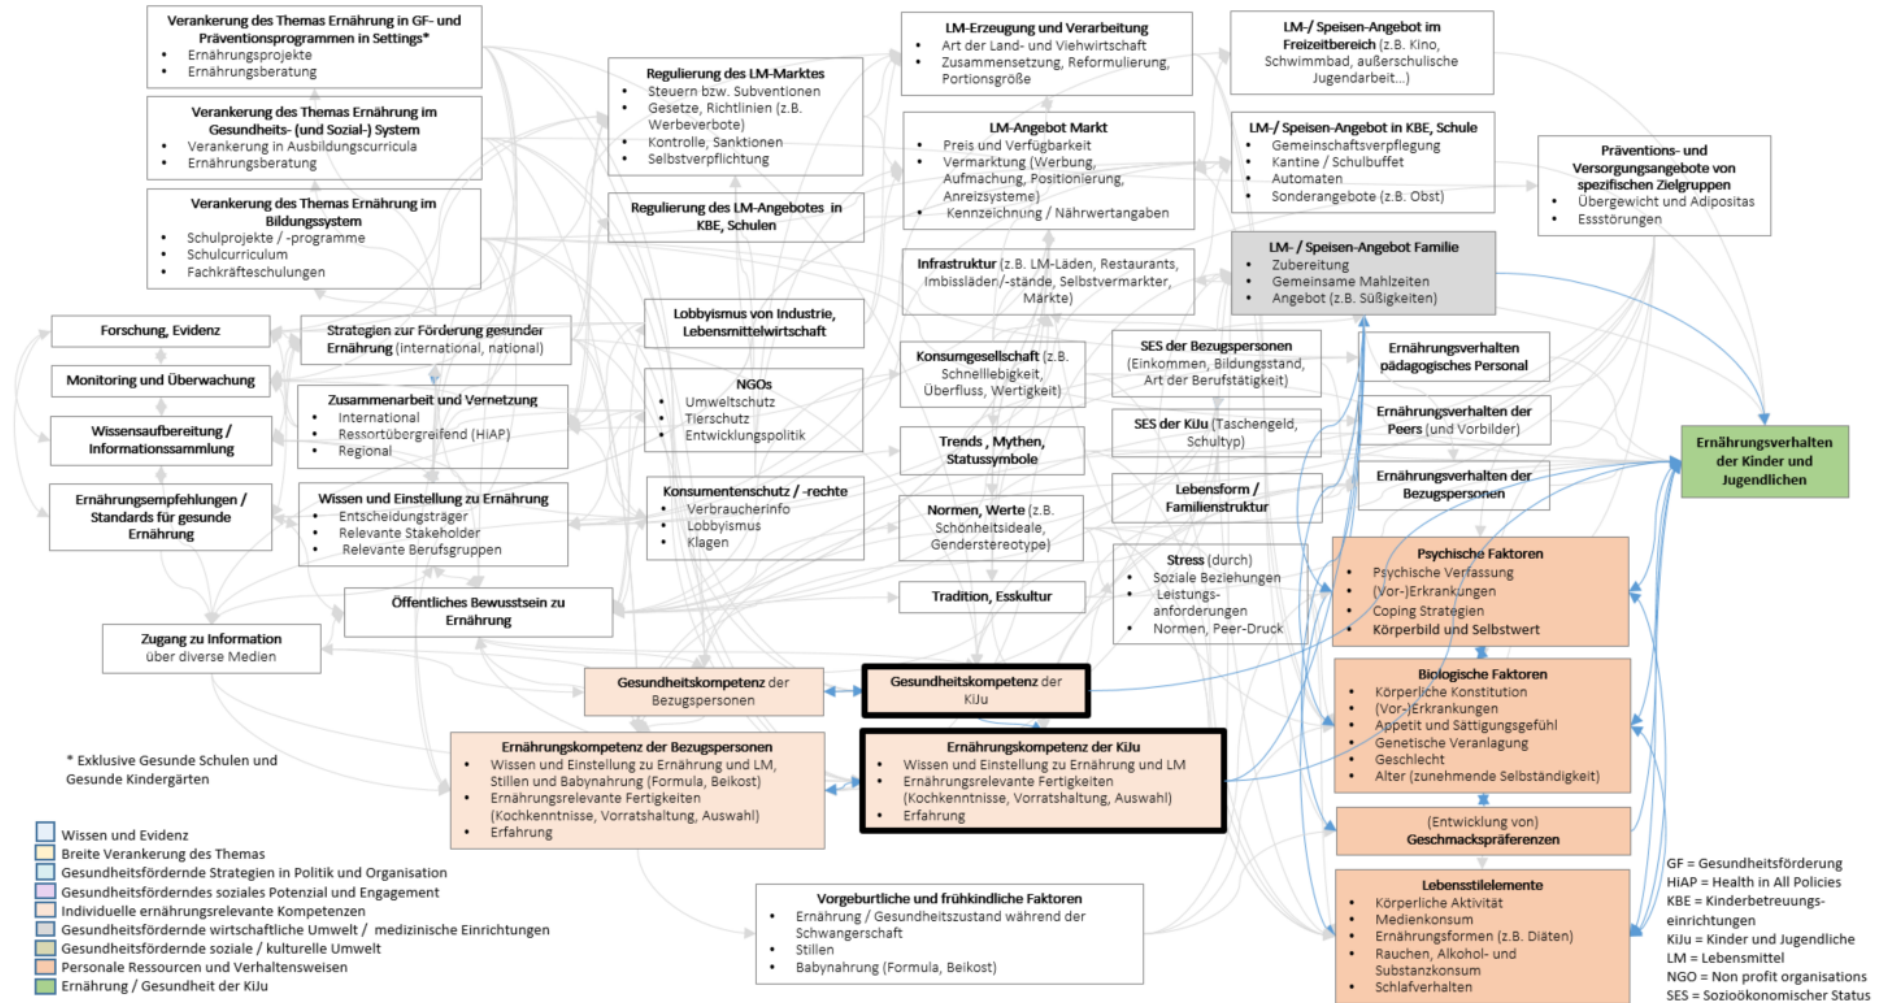 Verankerung des Themas Ernährung in GF- und
Präventionsprogrammen in Settings*
• Ernährungsprojekte
• Ernährungsberatung
Verankerung des Themas Ernährung im
Gesundheits- (und Sozial-) System
• Verankerung in Ausbildungscurricula
• Ernährungsberatung
Verankerung des Themas Ernährung im
Bildungssystem
• Schulprojekte / -programme
• Schulcurriculum
• Fachkräfteschulungen
Forschung, Evidenz
Monitoring und Überwachung
Wissensaufbereitung /
Informationssammlung
Ernährungsempfehlungen /
Standards für gesunde
Ernährung
Strategien zur Förderung gesunder
Ernährung (international, national)
Zusammenarbeit und Vernetzung
• International
• Ressortübergreifend (HiAP)
• Regional
Wissen und Einstellung zu Ernährung
• Entscheidungsträger
• Relevante Stakeholder
• Relevante Berufsgruppen
Öffentliches Bewusstsein zu
Ernährung
Zugang zu Information
über diverse Medien
Regulierung des LM-Marktes
• Steuern bzw. Subventionen
• Gesetze, Richtlinien (z.B.
Werbeverbote)
• Kontrolle, Sanktionen
• Selbstverpflichtung
Regulierung des LM-Angebotes in
KBE, Schulen
Lobbyismus von Industrie,
Lebensmittelwirtschaft
NGOs
• Umweltschutz
• Tierschutz
• Entwicklungspolitik
Konsumentenschutz / -rechte
• Verbraucherinfo
• Lobbyismus
• Klagen
LM-Erzeugung und Verarbeitung
• Art der Land- und Viehwirtschaft
• Zusammensetzung, Reformulierung,
Portionsgröße
LM-Angebot Markt
• Preis und Verfügbarkeit
• Vermarktung (Werbung,
Aufmachung, Positionierung,
Anreizsysteme)
• Kennzeichnung / Nährwertangaben
Infrastruktur (z.B. LM-Läden, Restaurants,
Imbissläden/-stände, Selbstvermarkter,
Märkte)
Konsumgesellschaft (z.B.
Schnelllebigkeit,
Überfluss, Wertigkeit)
Trends , Mythen,
Statussymbole
Normen, Werte (z.B.
Schönheitsideale,
Genderstereotype)
Tradition, Esskultur
LM-/ Speisen-Angebot im
Freizeitbereich (z.B. Kino,
Schwimmbad, außerschulische
Jugendarbeit...)
LM-/ Speisen-Angebot in KBE, Schule
• Gemeinschaftsverpflegung
• Kantine / Schulbuffet
• Automaten
• Sonderangebote (z.B. Obst)
LM- / Speisen-Angebot Familie
• Zubereitung
• Gemeinsame Mahlzeiten
• Angebot (z.B. Süßigkeiten)
Präventions- und
Versorgungsangebote von
spezifischen Zielgruppen
• Übergewicht und Adipositas
• Essstörungen
SES der Bezugspersonen
(Einkommen, Bildungsstand,
Art der Berufstätigkeit)
SES der KiJu (Taschengeld,
Schultyp)
Lebensform /
Familienstruktur
Stress (durch)
• Soziale Beziehungen
• Leistungs-
anforderungen
• Normen, Peer-Druck
Ernährungsverhalten
pädagogisches Personal
Ernährungsverhalten der
Peers (und Vorbilder)
Ernährungsverhalten der
Bezugspersonen
Ernährungsverhalten
der Kinder und
Jugendlichen
Psychische Faktoren
• Psychische Verfassung
• (Vor-)Erkrankungen
• Coping Strategien
• Körperbild und Selbstwert
Biologische Faktoren
• Körperliche Konstitution
• (Vor-)Erkrankungen
• Appetit und Sättigungsgefühl
• Genetische Veranlagung
• Geschlecht
• Alter (zunehmende Selbständigkeit)
(Entwicklung von)
Geschmackspräferenzen
Lebensstilelemente
• Körperliche Aktivität
• Medienkonsum
• Ernährungsformen (z.B. Diäten)
• Rauchen, Alkohol- und
Substanzkonsum
• Schlafverhalten
Gesundheitskompetenz der
Bezugspersonen
Gesundheitskompetenz der
KiJu
Ernährungskompetenz der Bezugspersonen
• Wissen und Einstellung zu Ernährung und LM,
Stillen und Babynahrung (Formula, Beikost)
• Ernährungsrelevante Fertigkeiten
(Kochkenntnisse, Vorratshaltung, Auswahl)
• Erfahrung
Ernährungskompetenz der KiJu
• Wissen und Einstellung zu Ernährung und LM
• Ernährungsrelevante Fertigkeiten
(Kochkenntnisse, Vorratshaltung, Auswahl)
• Erfahrung
Vorgeburtliche und frühkindliche Faktoren
• Ernährung / Gesundheitszustand während der
Schwangerschaft
• Stillen
• Babynahrung (Formula, Beikost)
* Exklusive Gesunde Schulen und
Gesunde Kindergärten
Wissen und Evidenz
Breite Verankerung des Themas
Gesundheitsfördernde Strategien in Politik und Organisation
Gesundheitsförderndes soziales Potenzial und Engagement
Individuelle ernährungsrelevante Kompetenzen
Gesundheitsfördernde wirtschaftliche Umwelt / medizinische Einrichtungen
Gesundheitsfördernde soziale / kulturelle Umwelt
Personale Ressourcen und Verhaltensweisen
Ernährung / Gesundheit der KiJu
GF = Gesundheitsförderung
HiAP = Health in All Policies
KBE = Kinderbetreuungs-
einrichtungen
KiJu = Kinder und Jugendliche
LM = Lebensmittel
NGO = Non profit organisations
SES = Sozioökonomischer Status